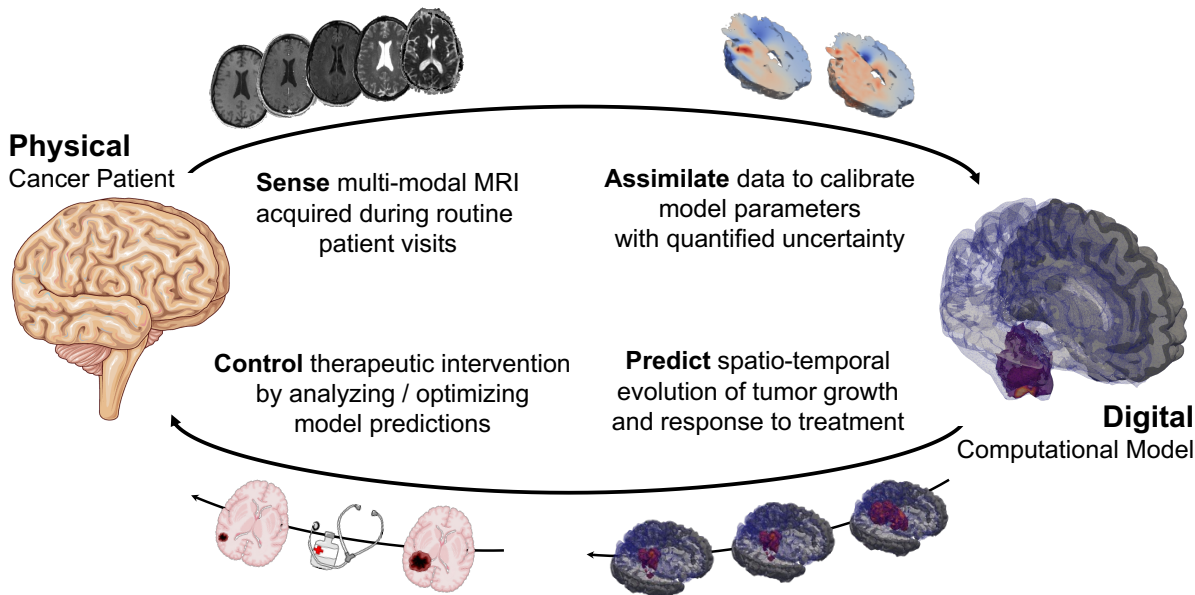 Physical
Cancer Patient
Sense multi-modal MRI
acquired during routine
patient visits
Assimilate data to calibrate
model parameters
with quantified uncertainty
Control therapeutic intervention
by analyzing / optimizing
model predictions
Predict spatio-temporal
evolution of tumor growth
and response to treatment
Digital
Computational Model